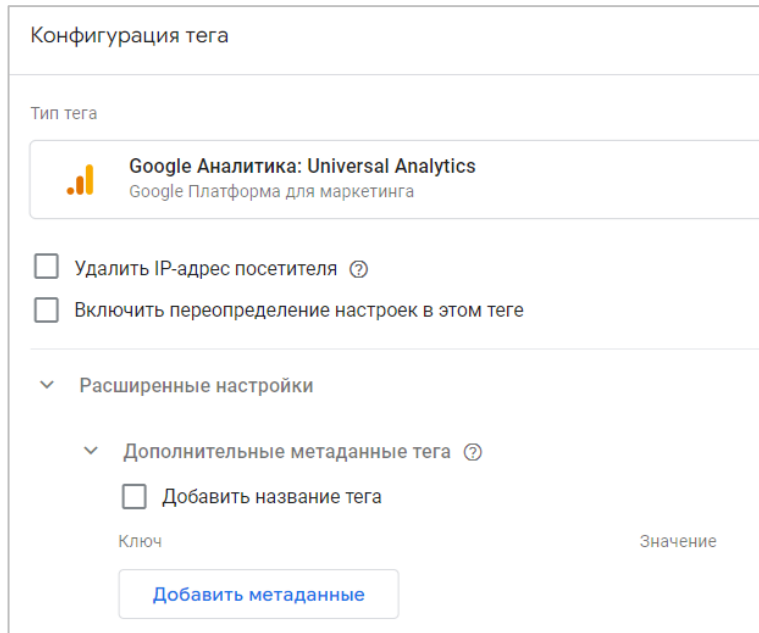 Конфигурация тега
Тип тега
Google Аналитика: Universal Analytics
Google Платформа для маркетинга
Удалить IP-адрес посетителя
Включить переопределение настроек в этом теге
Расширенные настройки
Дополнительные метаданные тега
Добавить название тега
Ключ Значение
Добавить метаданные